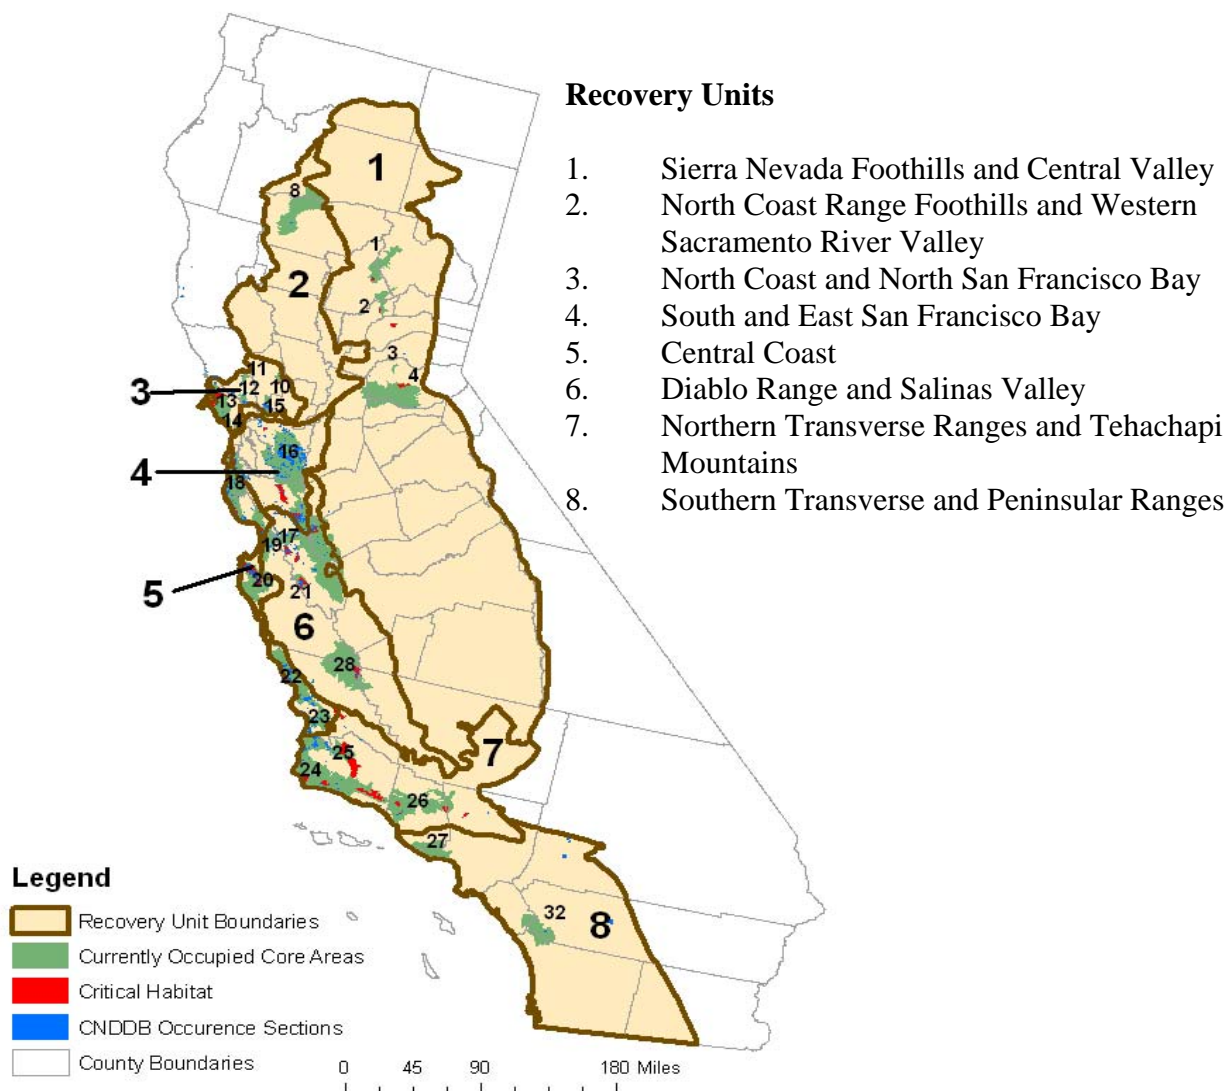 Recovery Units
1. Sierra Nevada Foothills and Central Valley
2. North Coast Range Foothills and Western
Sacramento River Valley
3. North Coast and North San Francisco Bay
4. South and East San Francisco Bay
5. Central Coast
6. Diablo Range and Salinas Valley
7. Northern Transverse Ranges and Tehachapi
Mountains
8. Southern Transverse and Peninsular Ranges
1
8
1
2
2
3
4
11
3
12
10
13
15
14
16
4
18
17
19
5
20
21
6
28
22
23
7
25
24
26
27
32
8
Legend
Recovery Unit Boundaries
Currently Occupied Core Areas
Critical Habitat
CNDDB Occurence Sections
County Boundaries
0 45 90 180 Miles